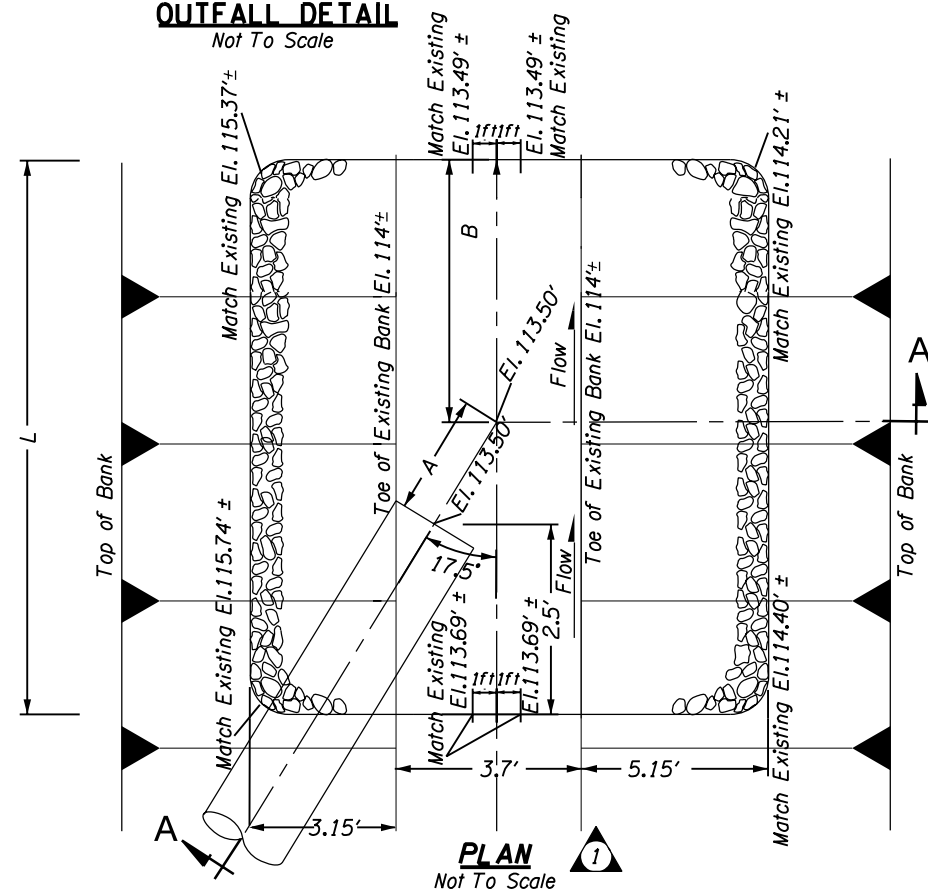 OUTFALL DETAIL
Not To Scale
Match Existing
El. 113.49' ±
El. 113.49' ±
Match Existing
1ft 1ft
Match Existing El. 115.37'±
Match Existing El.114.21' ±
Toe of Existing Bank El. 114'±
B
El. 113.50'
Flow
Toe of Existing Bank El. 114'±
A
L
A
El. 113.50'
Top of Bank
Top of Bank
17.5°
2.5'
Flow
Match Existing El.115.74' ±
Match Existing
El.113.69' ±
El.113.69' ±
1ft 1ft
Match Existing El.114.40' ±
3.7'
5.15'
3.15'
A
PLAN
1
Not To Scale